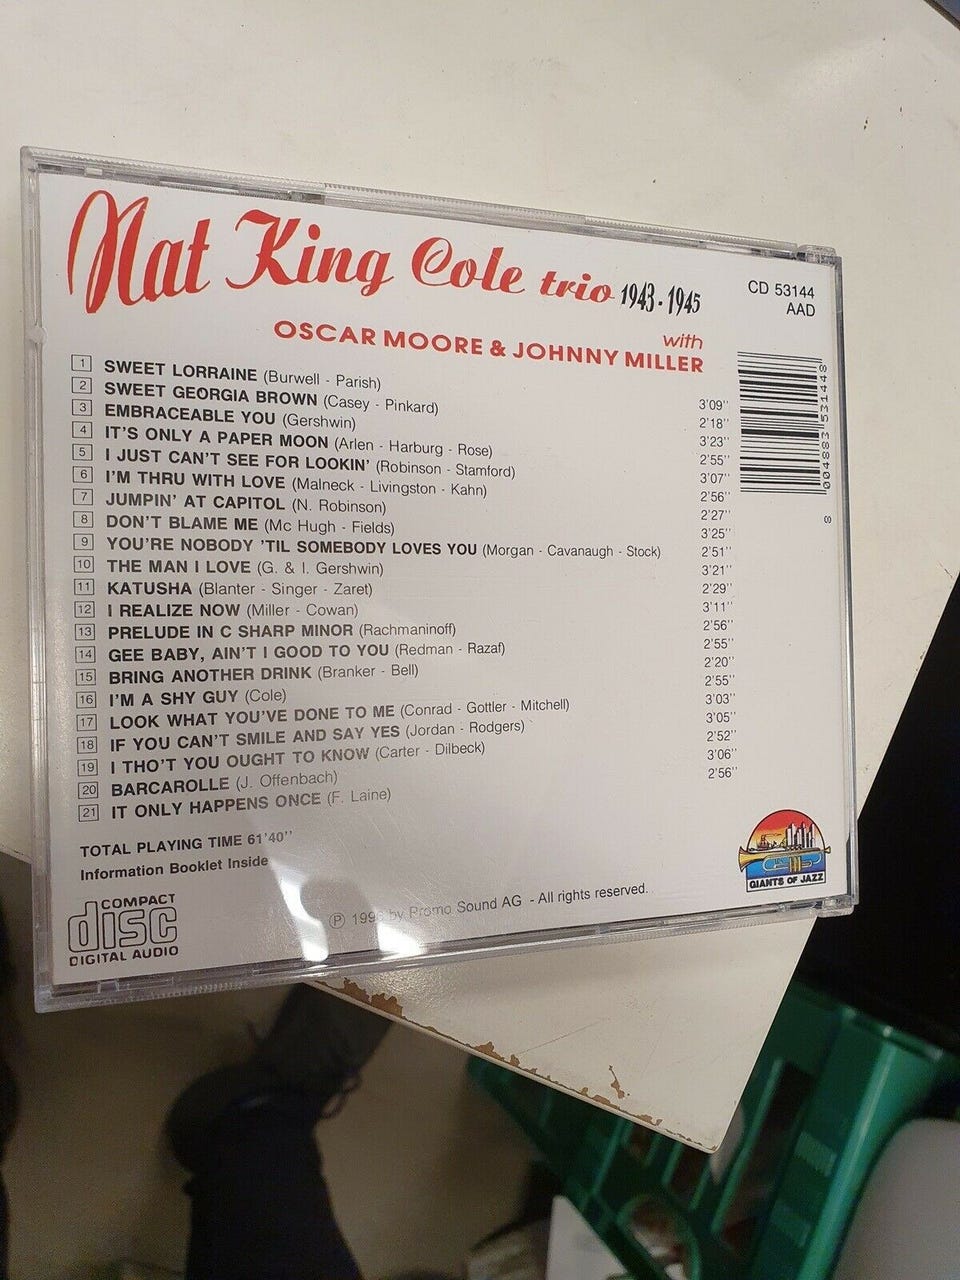 Nat King Cole trio 1943 - 1945
CD 53144
AAD
with
OSCAR MOORE & JOHNNY MILLER
1 SWEET LORRAINE (Burwell - Parish) 3'09''
2 SWEET GEORGIA BROWN (Casey - Pinkard) 2'18''
3 EMBRACEABLE YOU (Gershwin) 3'23''
4 IT'S ONLY A PAPER MOON (Arlen - Harburg - Rose) 2'55''
5 I JUST CAN'T SEE FOR LOOKIN' (Robinson - Stamford) 3'07''
6 I'M THRU WITH LOVE (Malneck - Livingston - Kahn) 2'56''
7 JUMPIN' AT CAPITOL (N. Robinson) 2'27''
8 DON'T BLAME ME (Mc Hugh - Fields) 3'25''
9 YOU'RE NOBODY 'TIL SOMEBODY LOVES YOU (Morgan - Cavanaugh - Stock) 2'51''
10 THE MAN I LOVE (G. & I. Gershwin) 3'21''
11 KATUSHA (Blanter - Singer - Zaret) 2'29''
12 I REALIZE NOW (Miller - Cowan) 3'11''
13 PRELUDE IN C SHARP MINOR (Rachmaninoff) 2'56''
14 GEE BABY, AIN'T I GOOD TO YOU (Redman - Razaf) 2'55''
15 BRING ANOTHER DRINK (Branker - Bell) 2'20''
16 I'M A SHY GUY (Cole) 2'55''
17 LOOK WHAT YOU'VE DONE TO ME (Conrad - Gottler - Mitchell) 3'03''
18 IF YOU CAN'T SMILE AND SAY YES (Jordan - Rodgers) 3'05''
19 I THO'T YOU OUGHT TO KNOW (Carter - Dilbeck) 2'52''
20 BARCAROLLE (J. Offenbach) 3'06''
21 IT ONLY HAPPENS ONCE (F. Laine) 2'56''
004883 531448
8
TOTAL PLAYING TIME 61'40''
Information Booklet Inside
GIANTS OF JAZZ
COMPACT
disc
DIGITAL AUDIO
Ⓟ by Promo Sound AG - All rights reserved.